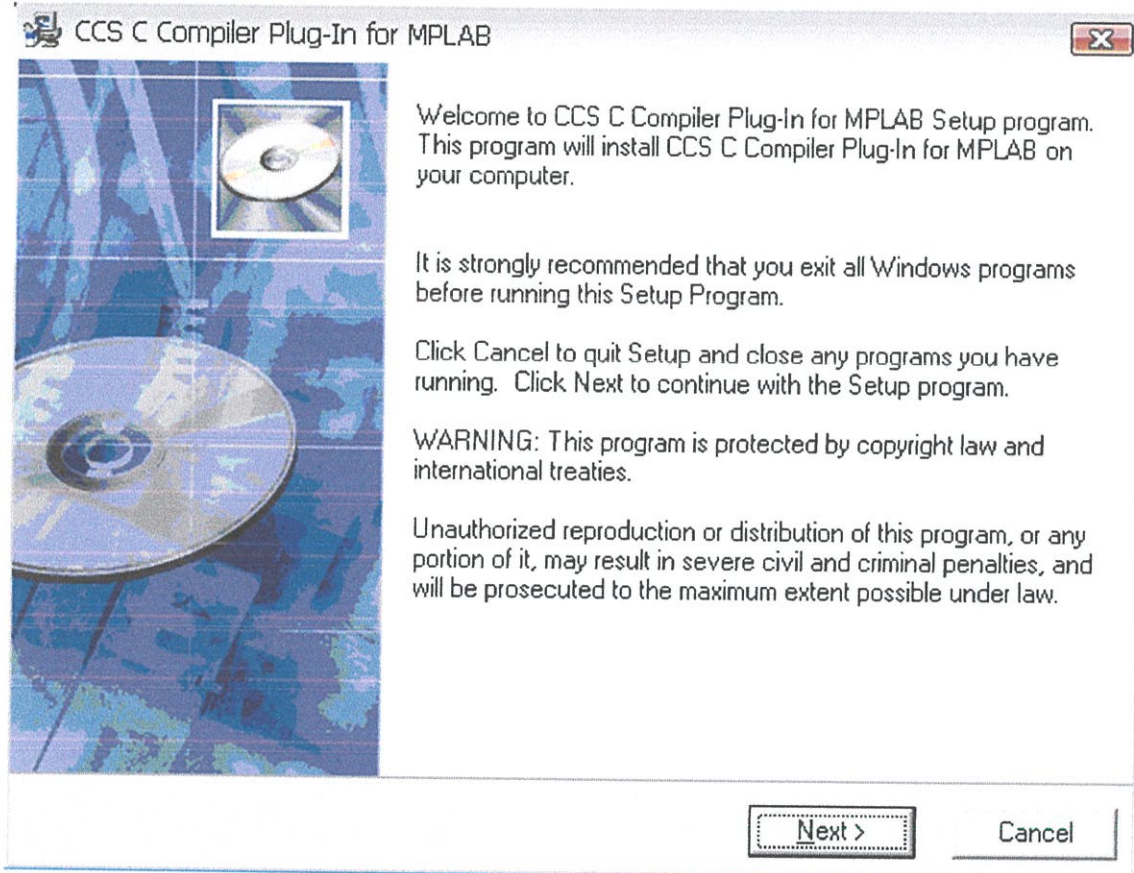 CCS C Compiler Plug-In for MPLAB
Welcome to CCS C Compiler Plug-In for MPLAB Setup program.
This program will install CCS C Compiler Plug-In for MPLAB on
your computer.
It is strongly recommended that you exit all Windows programs
before running this Setup Program.
Click Cancel to quit Setup and close any programs you have
running. Click Next to continue with the Setup program.
WARNING: This program is protected by copyright law and
international treaties.
Unauthorized reproduction or distribution of this program, or any
portion of it, may result in severe civil and criminal penalties, and
will be prosecuted to the maximum extent possible under law.
Next >
Cancel